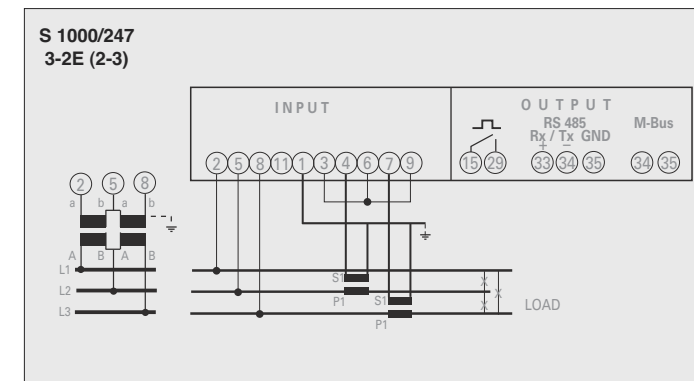 S 1000/247
3-2E (2-3)
INPUT
OUTPUT
RS 485
M-Bus
Rx / Tx GND
+ −
2 5 8 11 1 3 4 6 7 9
15 29 33 34 35 34 35
2 5 8
a b a b
A B A B
L1
L2
L3
S1
P1
S1
P1
LOAD